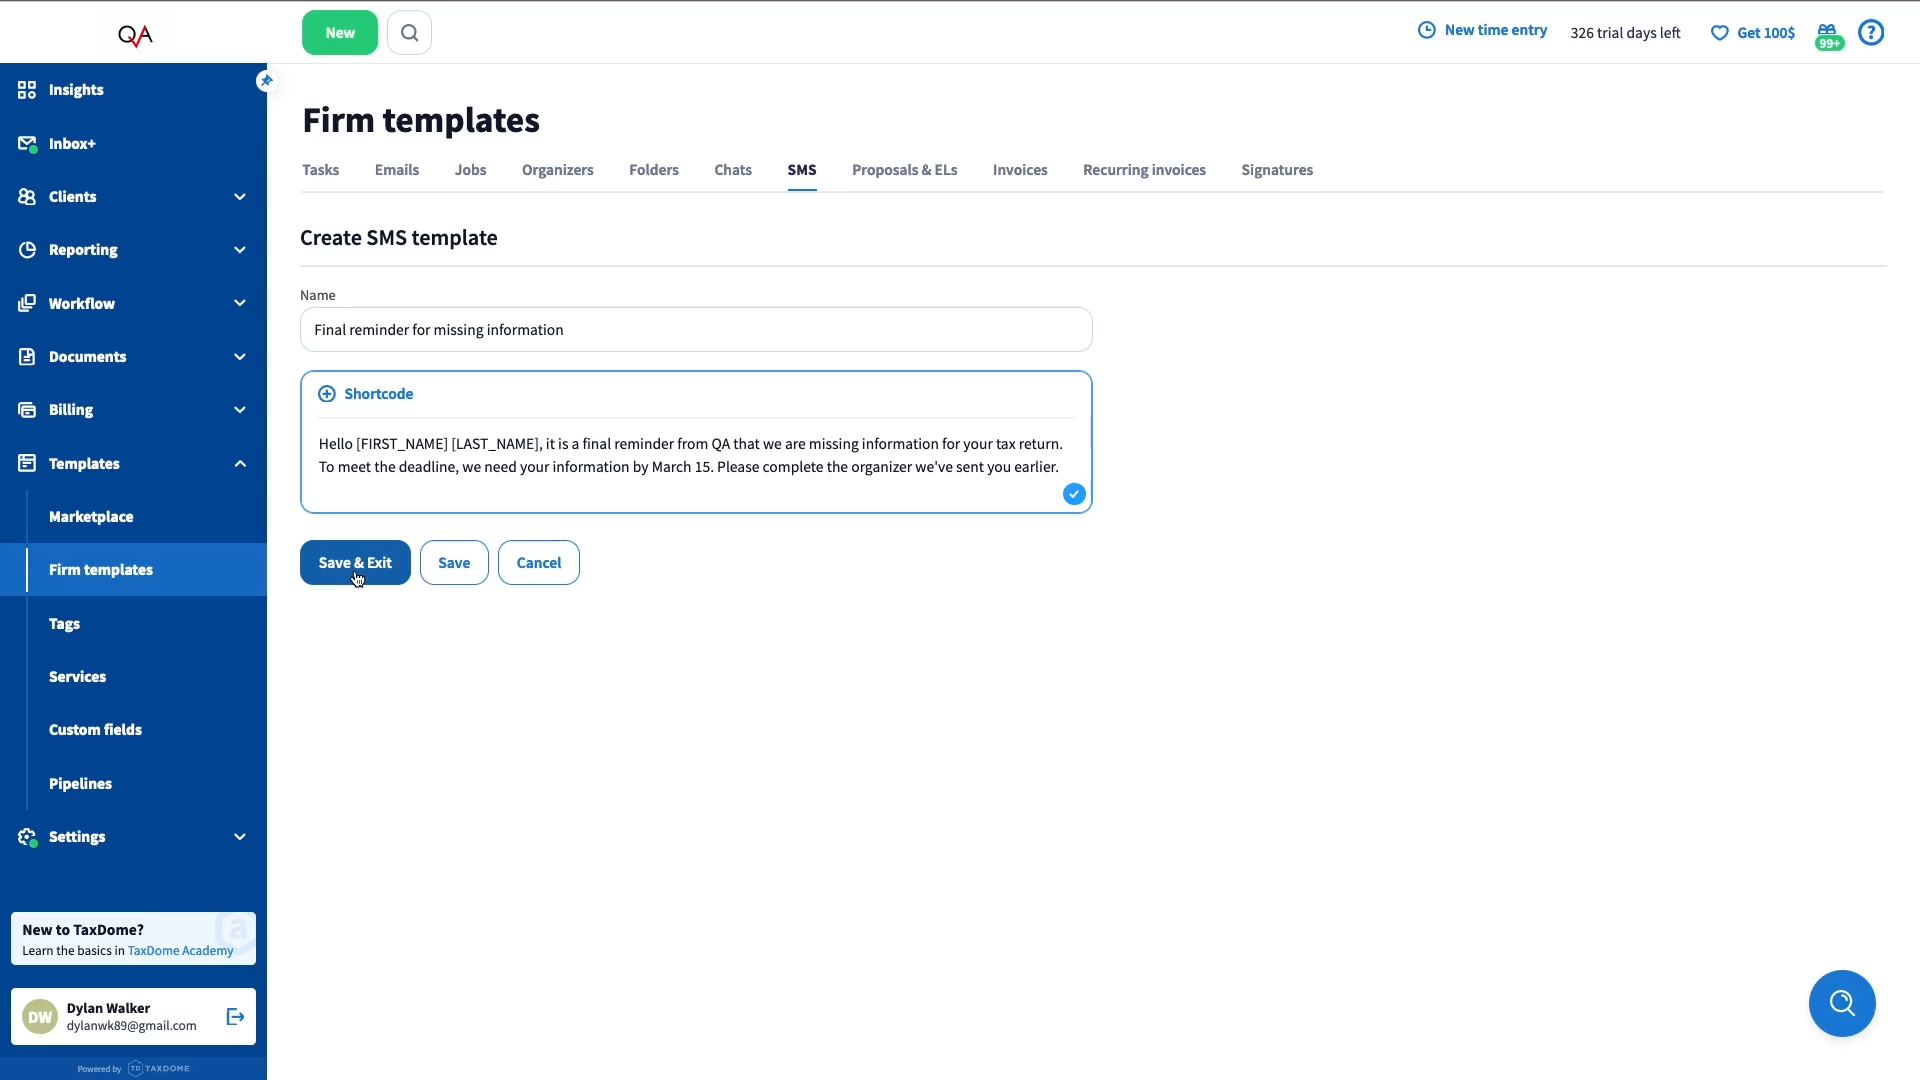 QA
New
New time entry
326 trial days left
Get 100$
99+
?
Insights
Inbox+
Clients
Reporting
Workflow
Documents
Billing
Templates
Marketplace
Firm templates
Tags
Services
Custom fields
Pipelines
Settings
New to TaxDome?
Learn the basics in TaxDome Academy
DW
Dylan Walker
dylanwk89@gmail.com
Powered by TD TAXDOME
Firm templates
Tasks Emails Jobs Organizers Folders Chats SMS Proposals & ELs Invoices Recurring invoices Signatures
Create SMS template
Name
Final reminder for missing information
Shortcode
Hello [FIRST_NAME] [LAST_NAME], it is a final reminder from QA that we are missing information for your tax return.
To meet the deadline, we need your information by March 15. Please complete the organizer we've sent you earlier.
Save & Exit
Save
Cancel